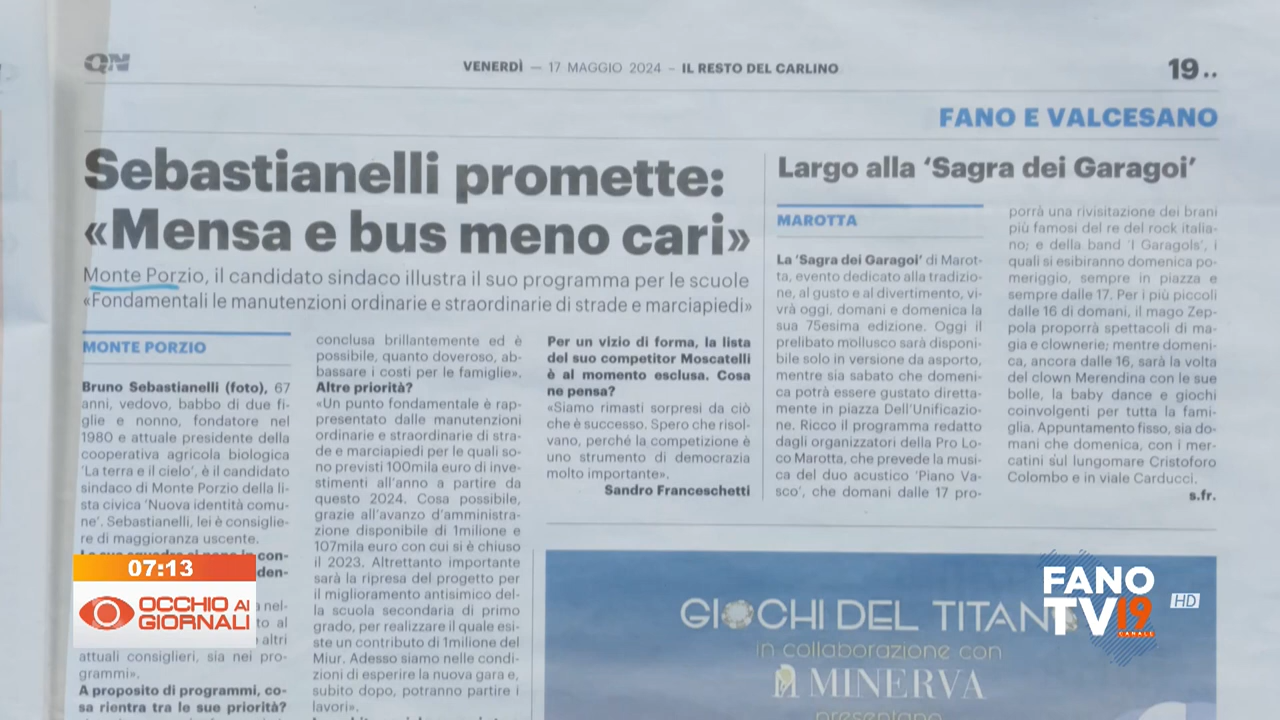 QN
VENERDÌ — 17 MAGGIO 2024 – IL RESTO DEL CARLINO
19 ..
FANO E VALCESANO
Sebastianelli promette:
«Mensa e bus meno cari»
Monte Porzio, il candidato sindaco illustra il suo programma per le scuole
«Fondamentali le manutenzioni ordinarie e straordinarie di strade e marciapiedi»
MONTE PORZIO
Bruno Sebastianelli (foto), 67
anni, vedovo, babbo di due fi-
glie e nonno, fondatore nel
1980 e attuale presidente della
cooperativa agricola biologica
'La terra e il cielo', è il candidato
sindaco di Monte Porzio della li-
sta civica 'Nuova identità comu-
ne'. Sebastianelli, lei è consiglie-
re di maggioranza uscente.
con-
den-
nel-
al
altri
attuali consiglieri, sia nei pro-
grammi».
A proposito di programmi, co-
sa rientra tra le sue priorità?
conclusa brillantemente ed è
possibile, quanto doveroso, ab-
bassare i costi per le famiglie».
Altre priorità?
«Un punto fondamentale è rap-
presentato dalle manutenzioni
ordinarie e straordinarie di stra-
de e marciapiedi per le quali so-
no previsti 100mila euro di inve-
stimenti all'anno a partire da
questo 2024. Cosa possibile,
grazie all'avanzo d'amministra-
zione disponibile di 1milione e
107mila euro con cui si è chiuso
il 2023. Altrettanto importante
sarà la ripresa del progetto per
il miglioramento antisimico del-
la scuola secondaria di primo
grado, per realizzare il quale esi-
ste un contributo di 1milione del
Miur. Adesso siamo nelle condi-
zioni di esperire la nuova gara e,
subito dopo, potranno partire i
lavori».
Per un vizio di forma, la lista
del suo competitor Moscatelli
è al momento esclusa. Cosa
ne pensa?
«Siamo rimasti sorpresi da ciò
che è successo. Spero che risol-
vano, perché la competizione è
uno strumento di democrazia
molto importante».
Sandro Franceschetti
Largo alla 'Sagra dei Garagoi'
MAROTTA
La 'Sagra dei Garagoi' di Marot-
ta, evento dedicato alla tradizio-
ne, al gusto e al divertimento, vi-
vrà oggi, domani e domenica la
sua 75esima edizione. Oggi il
prelibato mollusco sarà disponi-
bile solo in versione da asporto,
mentre sia sabato che domeni-
ca potrà essere gustato diretta-
mente in piazza Dell'Unificazio-
ne. Ricco il programma redatto
dagli organizzatori della Pro Lo-
co Marotta, che prevede la musi-
ca del duo acustico 'Piano Va-
sco', che domani dalle 17 pro-
porrà una rivisitazione dei brani
più famosi del re del rock italia-
no; e della band 'I Garagols', i
quali si esibiranno domenica po-
meriggio, sempre in piazza e
sempre dalle 17. Per i più piccoli
dalle 16 di domani, il mago Zep-
pola proporrà spettacoli di ma-
gia e clownerie; mentre domeni-
ca, ancora dalle 16, sarà la volta
del clown Merendina con le sue
bolle, la baby dance e giochi
coinvolgenti per tutta la fami-
glia. Appuntamento fisso, sia do-
mani che domenica, con i mer-
catini sul lungomare Cristoforo
Colombo e in viale Carducci.
s.fr.
GIOCHI DEL TITANO
in collaborazione con
MINERVA
presentano
07:13
OCCHIO AI
GIORNALI
FANO
TV19
CANALE
HD